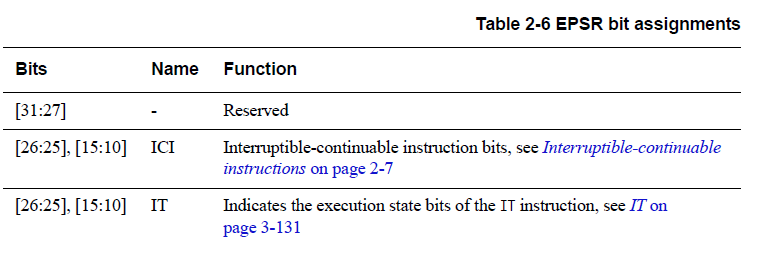 Table 2-6 EPSR bit assignments
Bits Name Function
[31:27] - Reserved
[26:25], [15:10] ICI Interruptible-continuable instruction bits, see Interruptible-continuable
instructions on page 2-7
[26:25], [15:10] IT Indicates the execution state bits of the IT instruction, see IT on
page 3-131